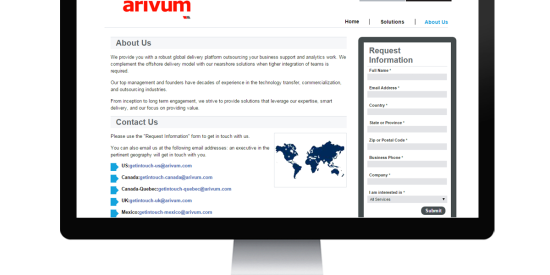 arivum
Home | Solutions | About Us
About Us
We provide you with a robust global delivery platform outsourcing your business support and analytics work. We
complement the offshore delivery model with our nearshore solutions when higher integration of teams is
required.
Our top management and founders have decades of experience in the technology transfer, commercialization,
and outsourcing industries.
From inception to long term engagement, we strive to provide solutions that leverage our expertise, smart
delivery, and our focus on providing value.
Contact Us
Please use the "Request Information" form to get in touch with us.
You can also email us at the following email addresses: an executive in the
pertinent geography will get in touch with you.
US:getintouch-us@arivum.com
Canada:getintouch-canada@arivum.com
Canada-Quebec:getintouch-quebec@arivum.com
UK:getintouch-uk@arivum.com
Mexico:getintouch-mexico@arivum.com
Request
Information
Full Name *
Email Address *
Country *
State or Province *
Zip or Postal Code *
Business Phone *
Company *
I am interested in *
All Services
Submit